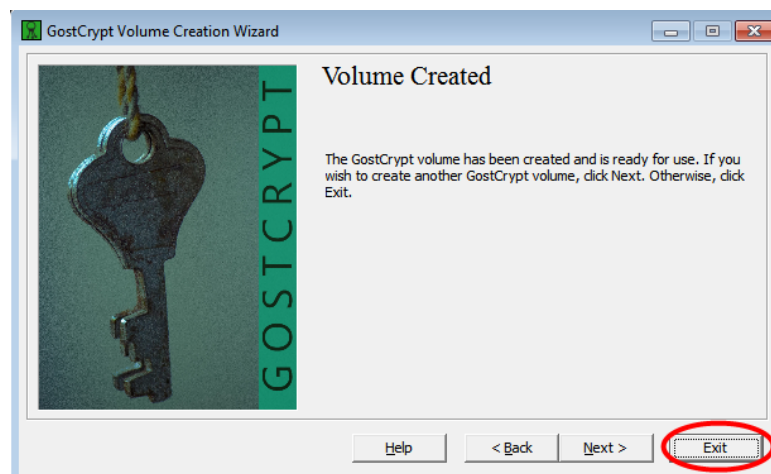 GostCrypt Volume Creation Wizard
GOSTCRYPT
Volume Created
The GostCrypt volume has been created and is ready for use. If you
wish to create another GostCrypt volume, click Next. Otherwise, click
Exit.
Help
< Back
Next >
Exit